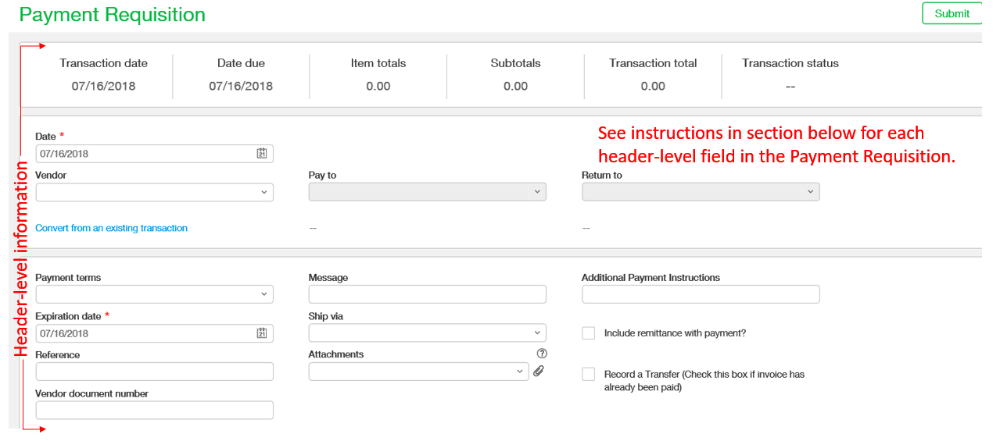 Payment Requisition
Submit
Transaction date Date due Item totals Subtotals Transaction total Transaction status
07/16/2018 07/16/2018 0.00 0.00 0.00 --
Header-level information
See instructions in section below for each
header-level field in the Payment Requisition.
Date *
07/16/2018 21
Vendor Pay to Return to
Convert from an existing transaction -- --
Payment terms Message Additional Payment Instructions
Expiration date * Ship via
07/16/2018 21
Include remittance with payment?
Reference Attachments ?
Record a Transfer (Check this box if invoice has
already been paid)
Vendor document number